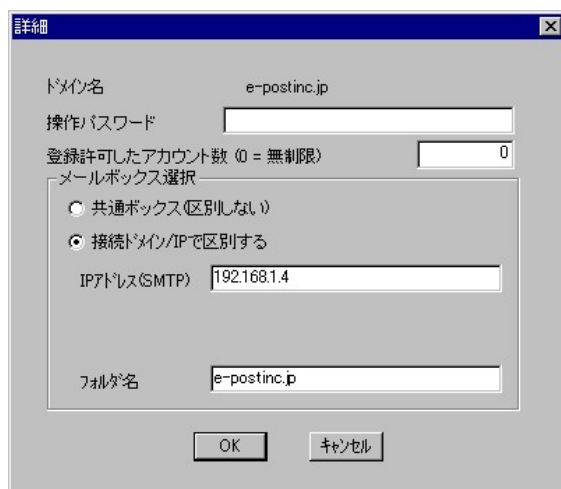 詳細
ﾄﾞﾒｲﾝ名 e-postinc.jp
操作パスワード
登録許可したアカウント数 (0 = 無制限) 0
メールボックス選択
共通ボックス(区別しない)
接続ﾄﾞﾒｲﾝ/IPで区別する
IPｱﾄﾞﾚｽ(SMTP) 192.168.1.4
ﾌｫﾙﾀﾞ名 e-postinc.jp
OK ｷｬﾝｾﾙ